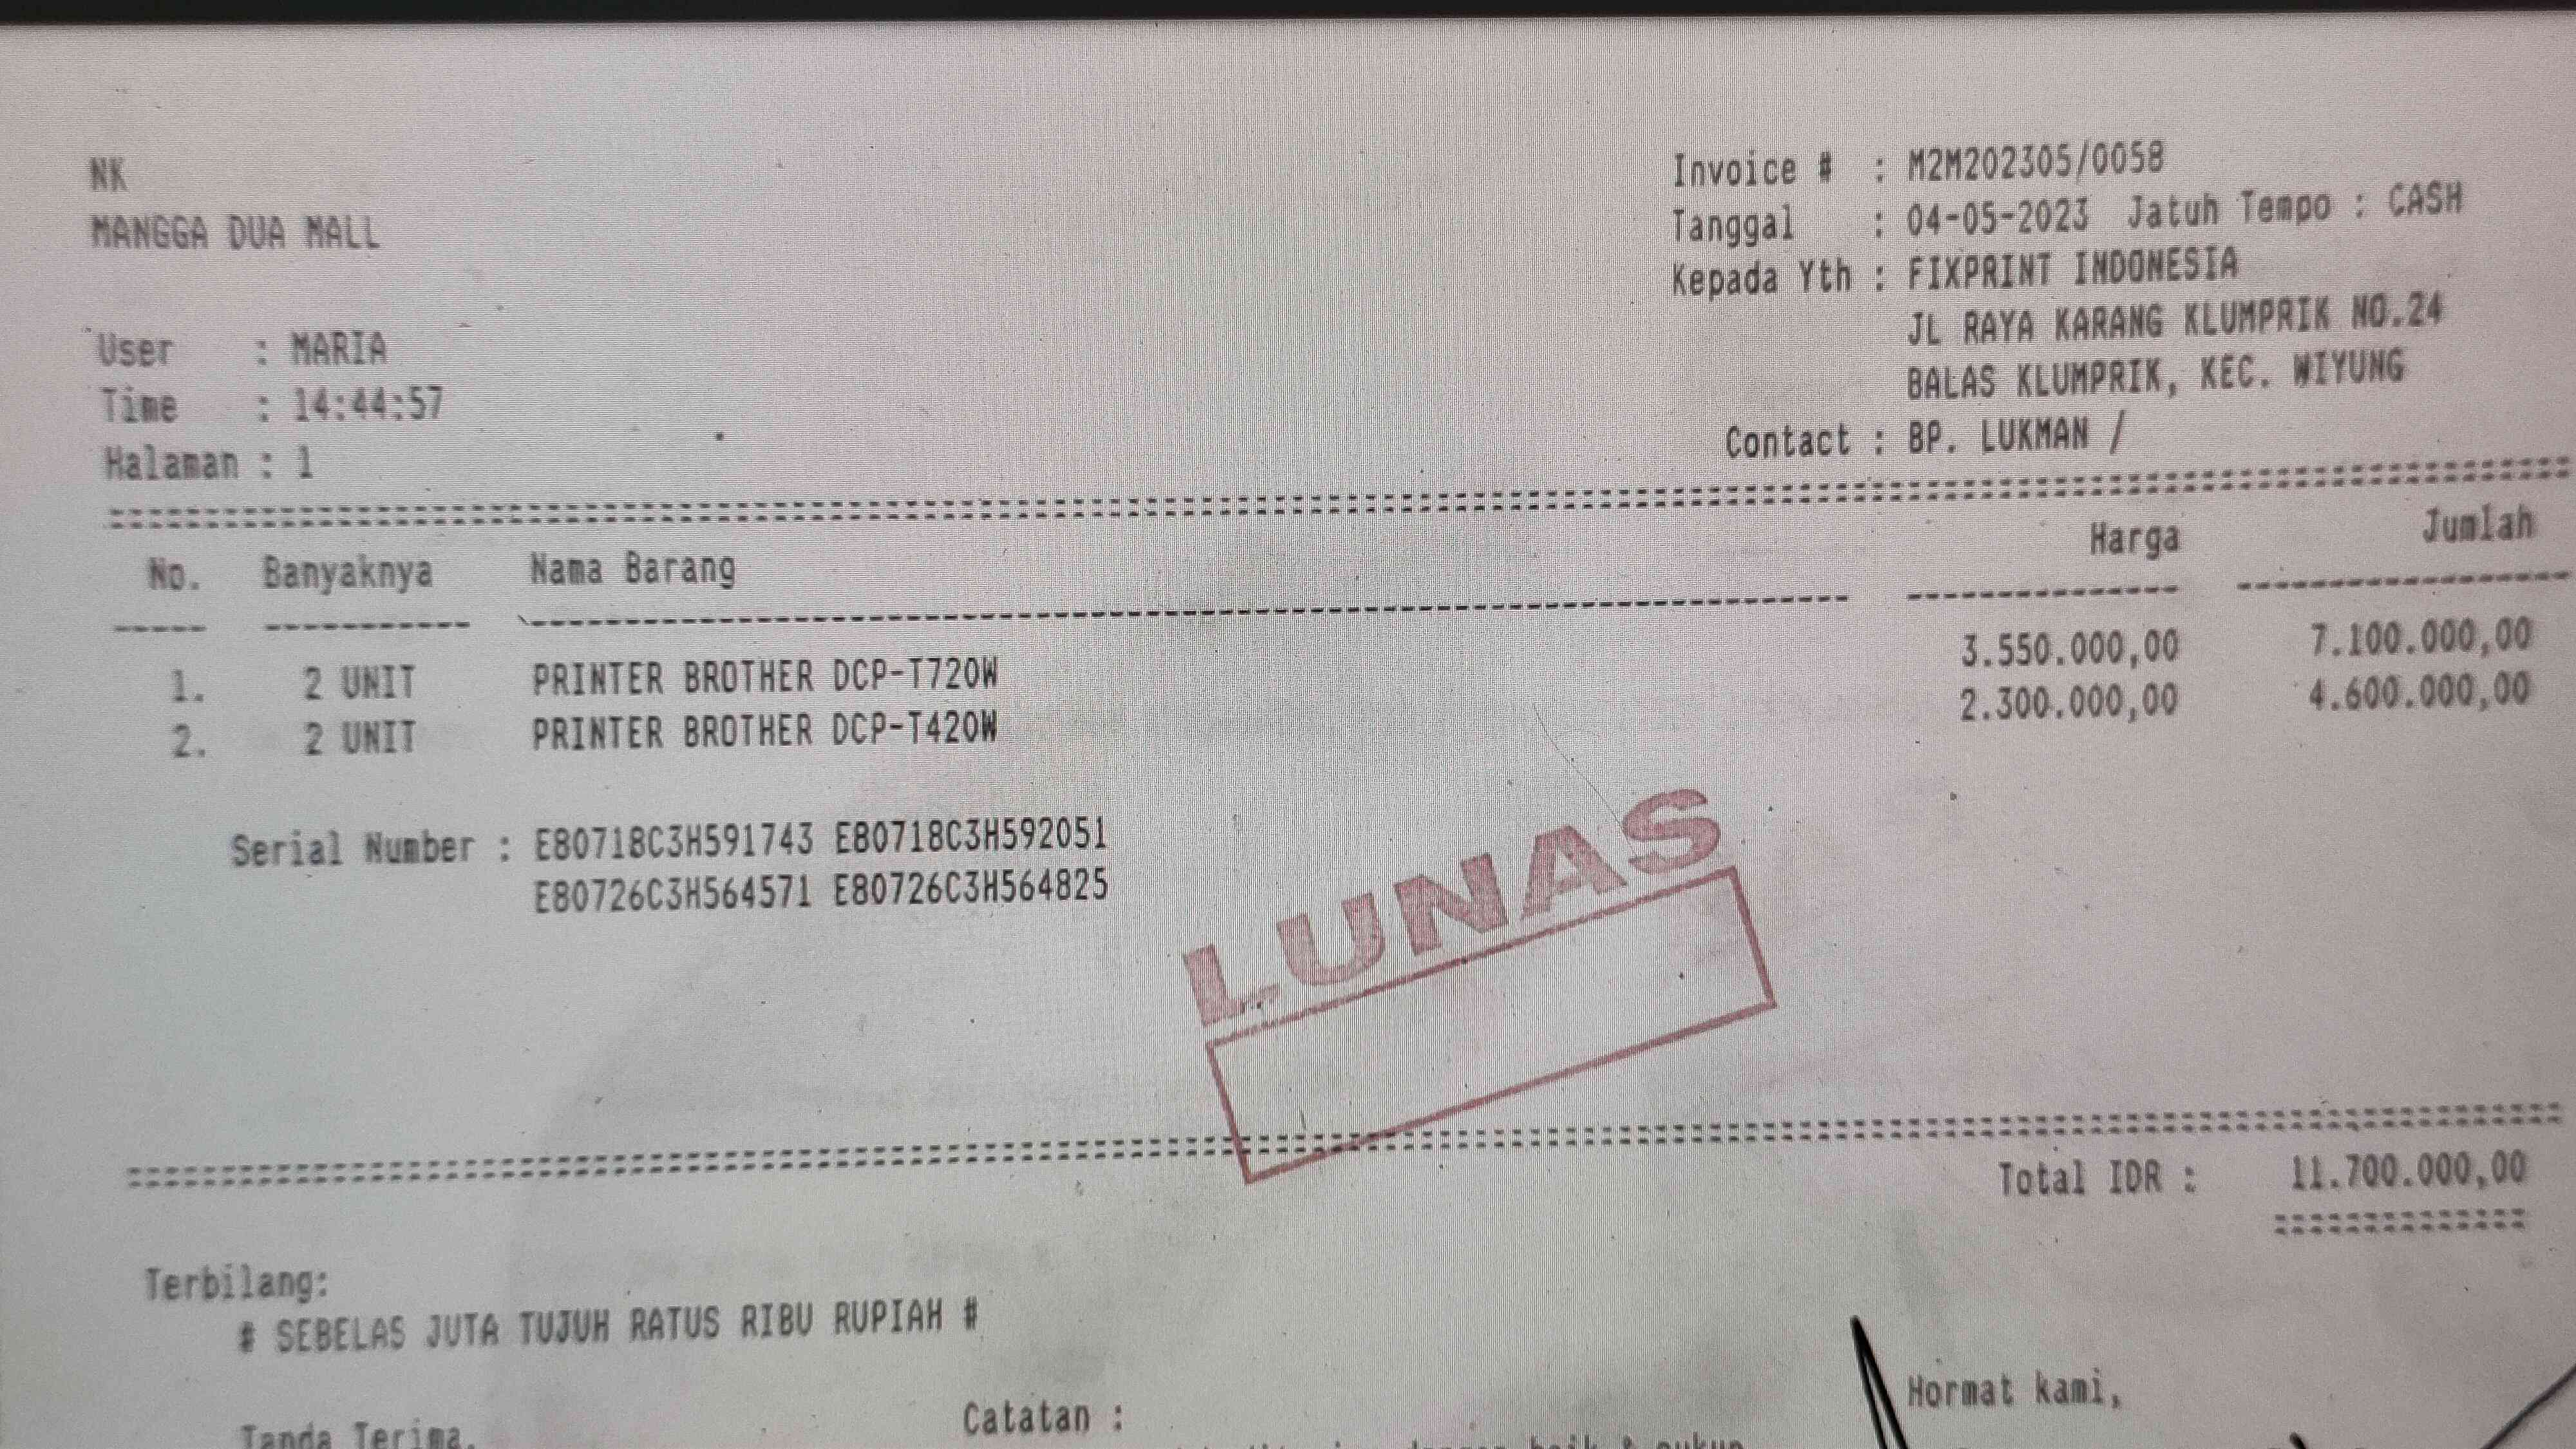 NK
MANGGA DUA MALL
User : MARIA
Time : 14:44:57
Halaman : 1
Invoice # : M2M202305/0058
Tanggal : 04-05-2023 Jatuh Tempo : CASH
Kepada Yth : FIXPRINT INDONESIA
JL RAYA KARANG KLUMPRIK NO.24
BALAS KLUMPRIK, KEC. WIYUNG
Contact : BP. LUKMAN /
No. Banyaknya Nama Barang Harga Jumlah
1. 2 UNIT PRINTER BROTHER DCP-T720W 3.550.000,00 7.100.000,00
2. 2 UNIT PRINTER BROTHER DCP-T420W 2.300.000,00 4.600.000,00
Serial Number : E80718C3H591743 E80718C3H592051
E80726C3H564571 E80726C3H564825
LUNAS
Total IDR : 11.700.000,00
Terbilang:
# SEBELAS JUTA TUJUH RATUS RIBU RUPIAH #
Tanda Terima,
Catatan :
Hormat kami,